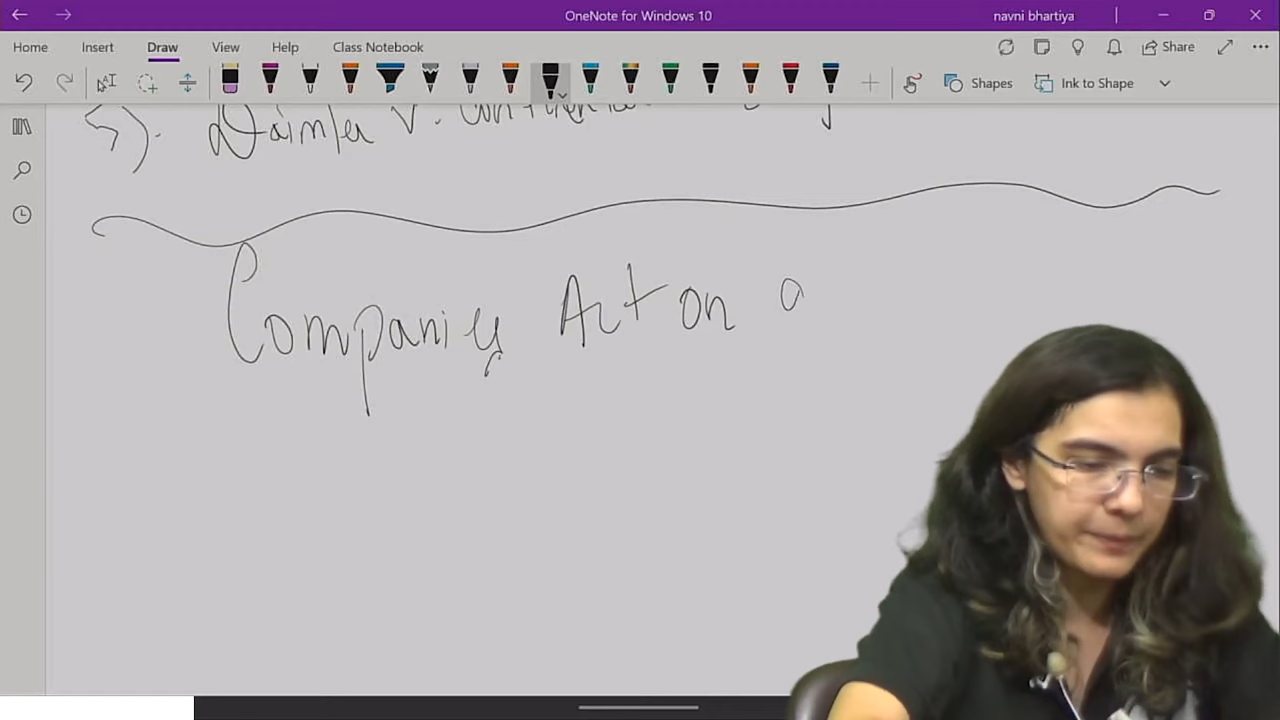 OneNote for Windows 10
navni bhartiya
Home Insert Draw View Help Class Notebook
Share
Shapes
Ink to Shape
5). Daimler v. Continental
Companies Act on a